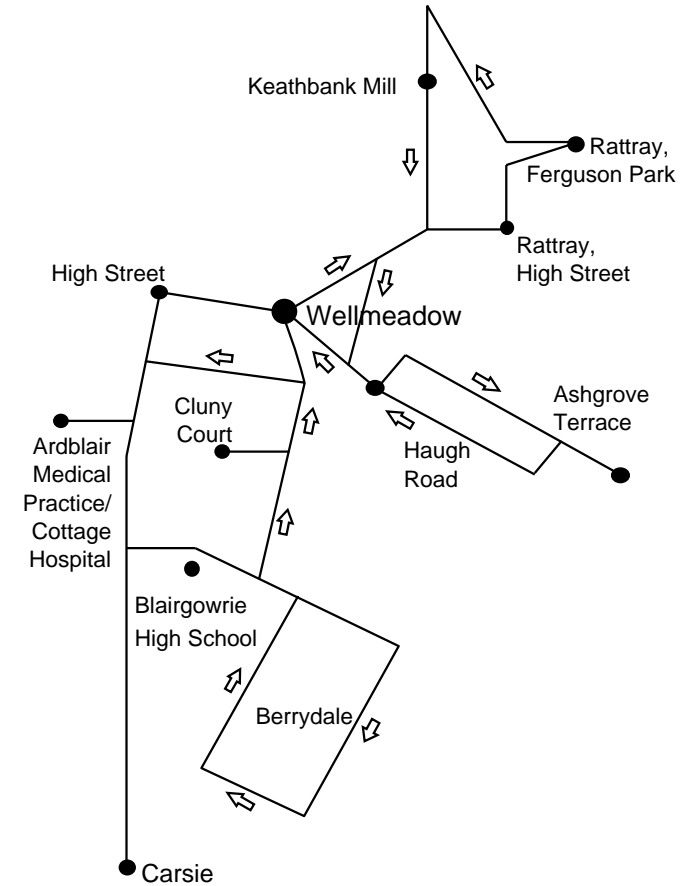 Keathbank Mill
Rattray,
Ferguson Park
Rattray,
High Street
High Street
Wellmeadow
Ashgrove
Terrace
Cluny
Court
Haugh
Road
Ardblair
Medical
Practice/
Cottage
Hospital
Blairgowrie
High School
Berrydale
Carsie